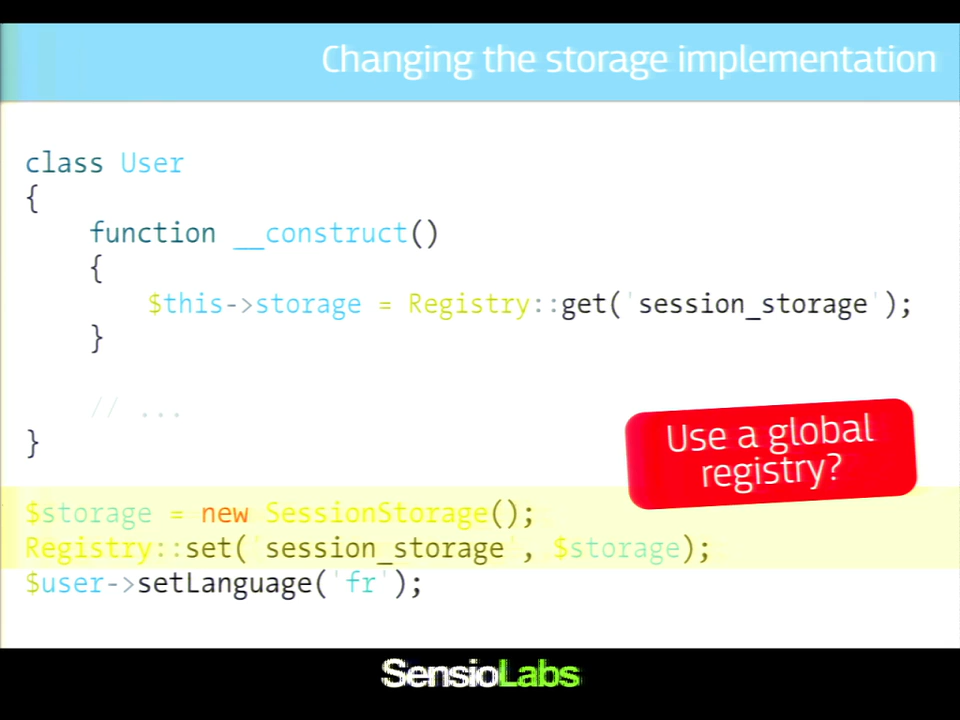 Changing the storage implementation
class User
{
function __construct()
{
$this->storage = Registry::get('session_storage');
}
// ...
}
Use a global
registry?
$storage = new SessionStorage();
Registry::set('session_storage', $storage);
$user->setLanguage('fr');
SensioLabs